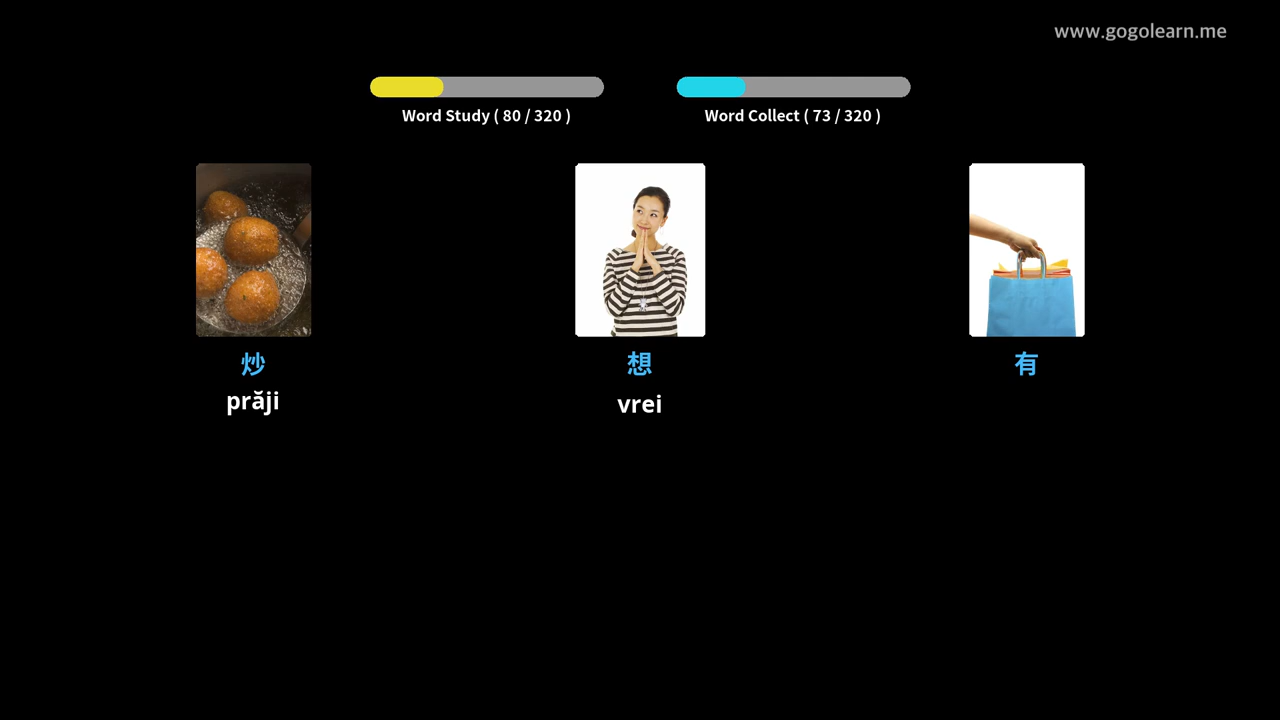 www.gogolearn.me
Word Study ( 80 / 320 )
Word Collect ( 73 / 320 )
炒
想
有
prăji
vrei